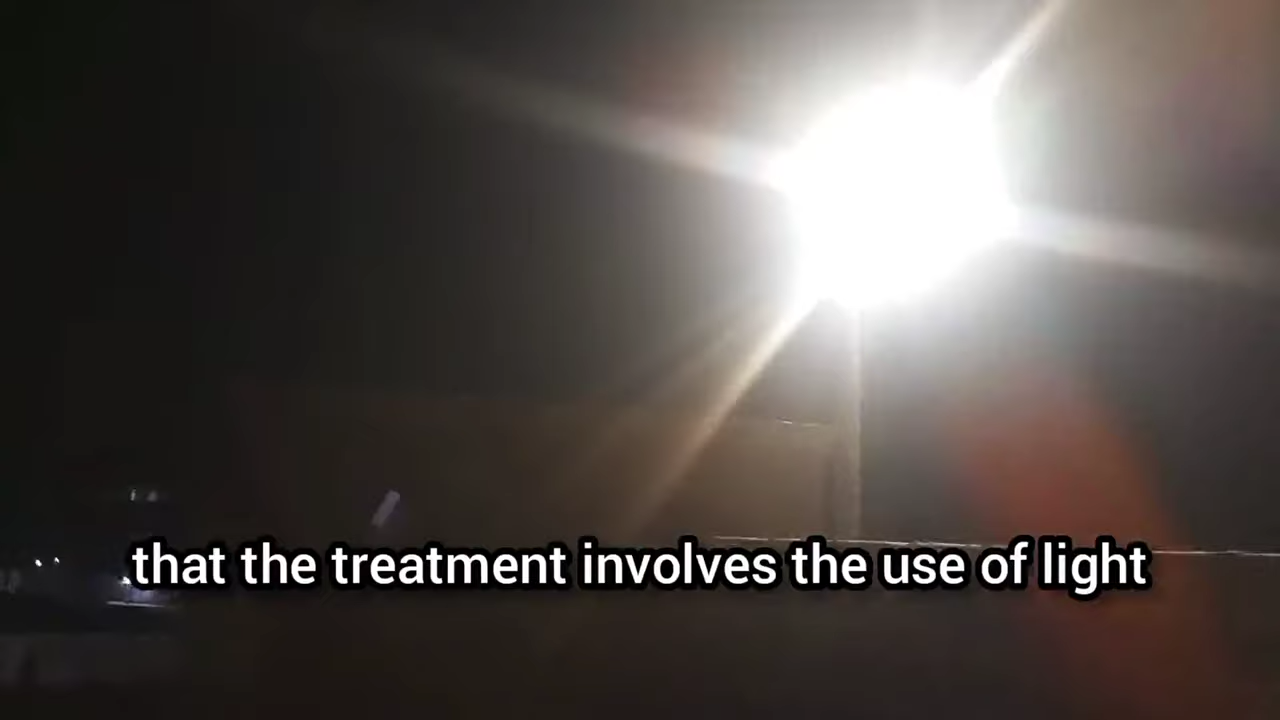 that the treatment involves the use of light